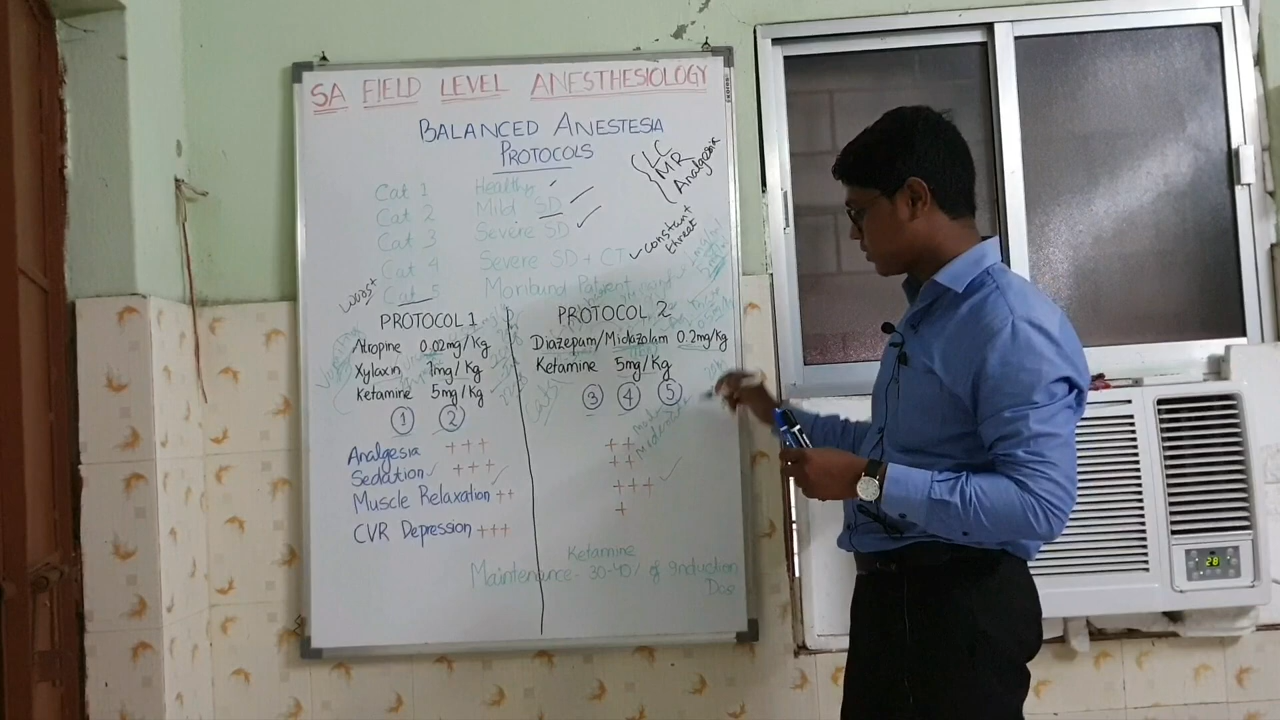 SA FIELD LEVEL ANESTHESIOLOGY
BALANCED ANESTESIA
PROTOCOLS
LC
MR
Analgesia
Cat 1 Healthy
Cat 2 Mild SD
Cat 3 Severe SD
Cat 4 Severe SD + CT
constant
threat
worst
Cat 5 Moribund Patient
PROTOCOL 1
Atropine 0.02mg/Kg
Xylaxin 1mg/Kg
Ketamine 5mg/Kg
1 2
PROTOCOL 2
Diazepam/Midazolam 0.2mg/Kg
Ketamine 5mg/Kg
3 4 5
Analgesia +++ ++
Sedation +++ ++
Muscle Relaxation ++ +++
CVR Depression +++ +
Ketamine
Maintenance - 30-40% of Induction
28